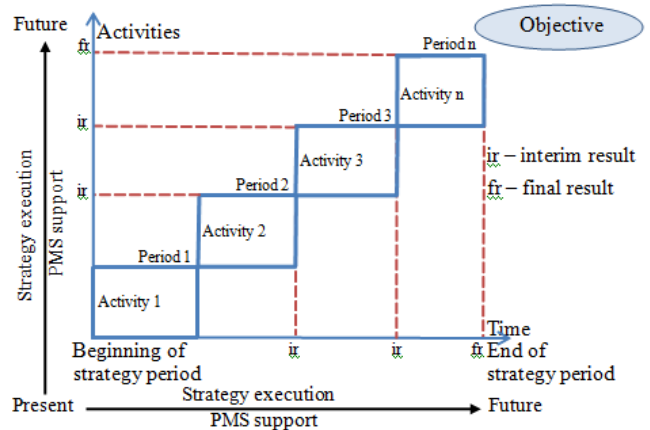 Future
Activities
Objective
fr
Period n
Activity n
ir
Period 3
Activity 3
ir – interim result
fr – final result
ir
Period 2
Activity 2
Period 1
Activity 1
Strategy execution
PMS support
Time
Beginning of
strategy period
ir
ir
fr
End of
strategy period
Present
Strategy execution
PMS support
Future